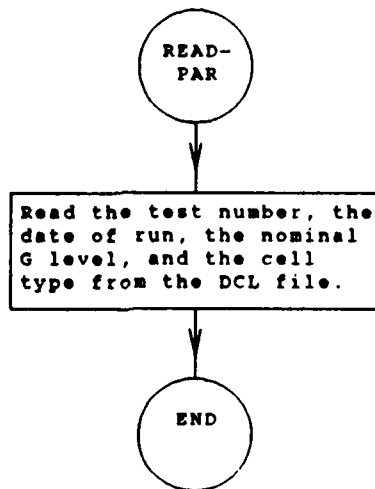 READ-
PAR
Read the test number, the
date of run, the nominal
G level, and the cell
type from the DCL file.
END